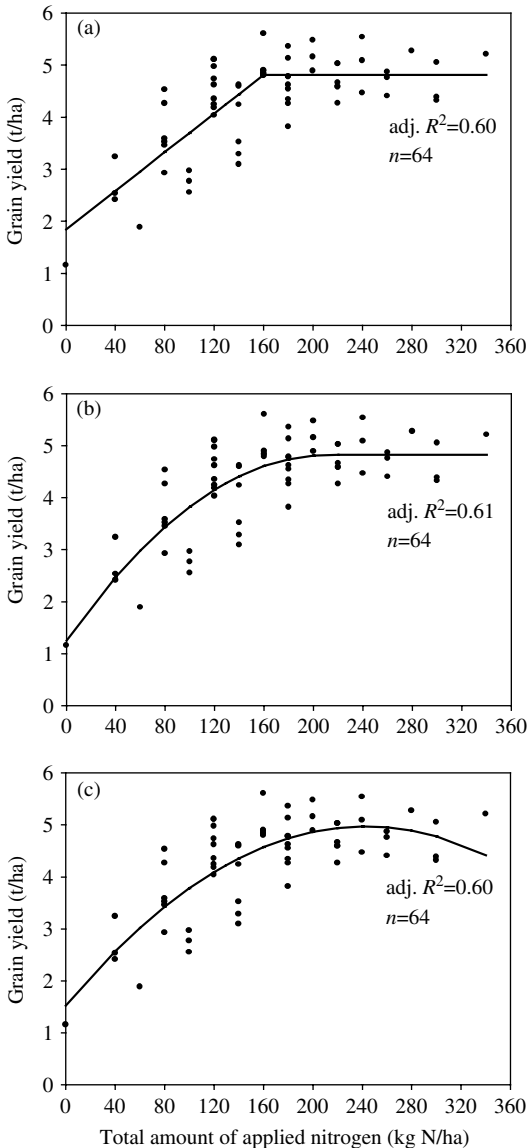 (a)
6
5
4
3
2
1
0
Grain yield (t/ha)
adj. R²=0.60
n=64
0 40 80 120 160 200 240 280 320 360
(b)
6
5
4
3
2
1
0
Grain yield (t/ha)
adj. R²=0.61
n=64
0 40 80 120 160 200 240 280 320 360
(c)
6
5
4
3
2
1
0
Grain yield (t/ha)
adj. R²=0.60
n=64
0 40 80 120 160 200 240 280 320 360
Total amount of applied nitrogen (kg N/ha)